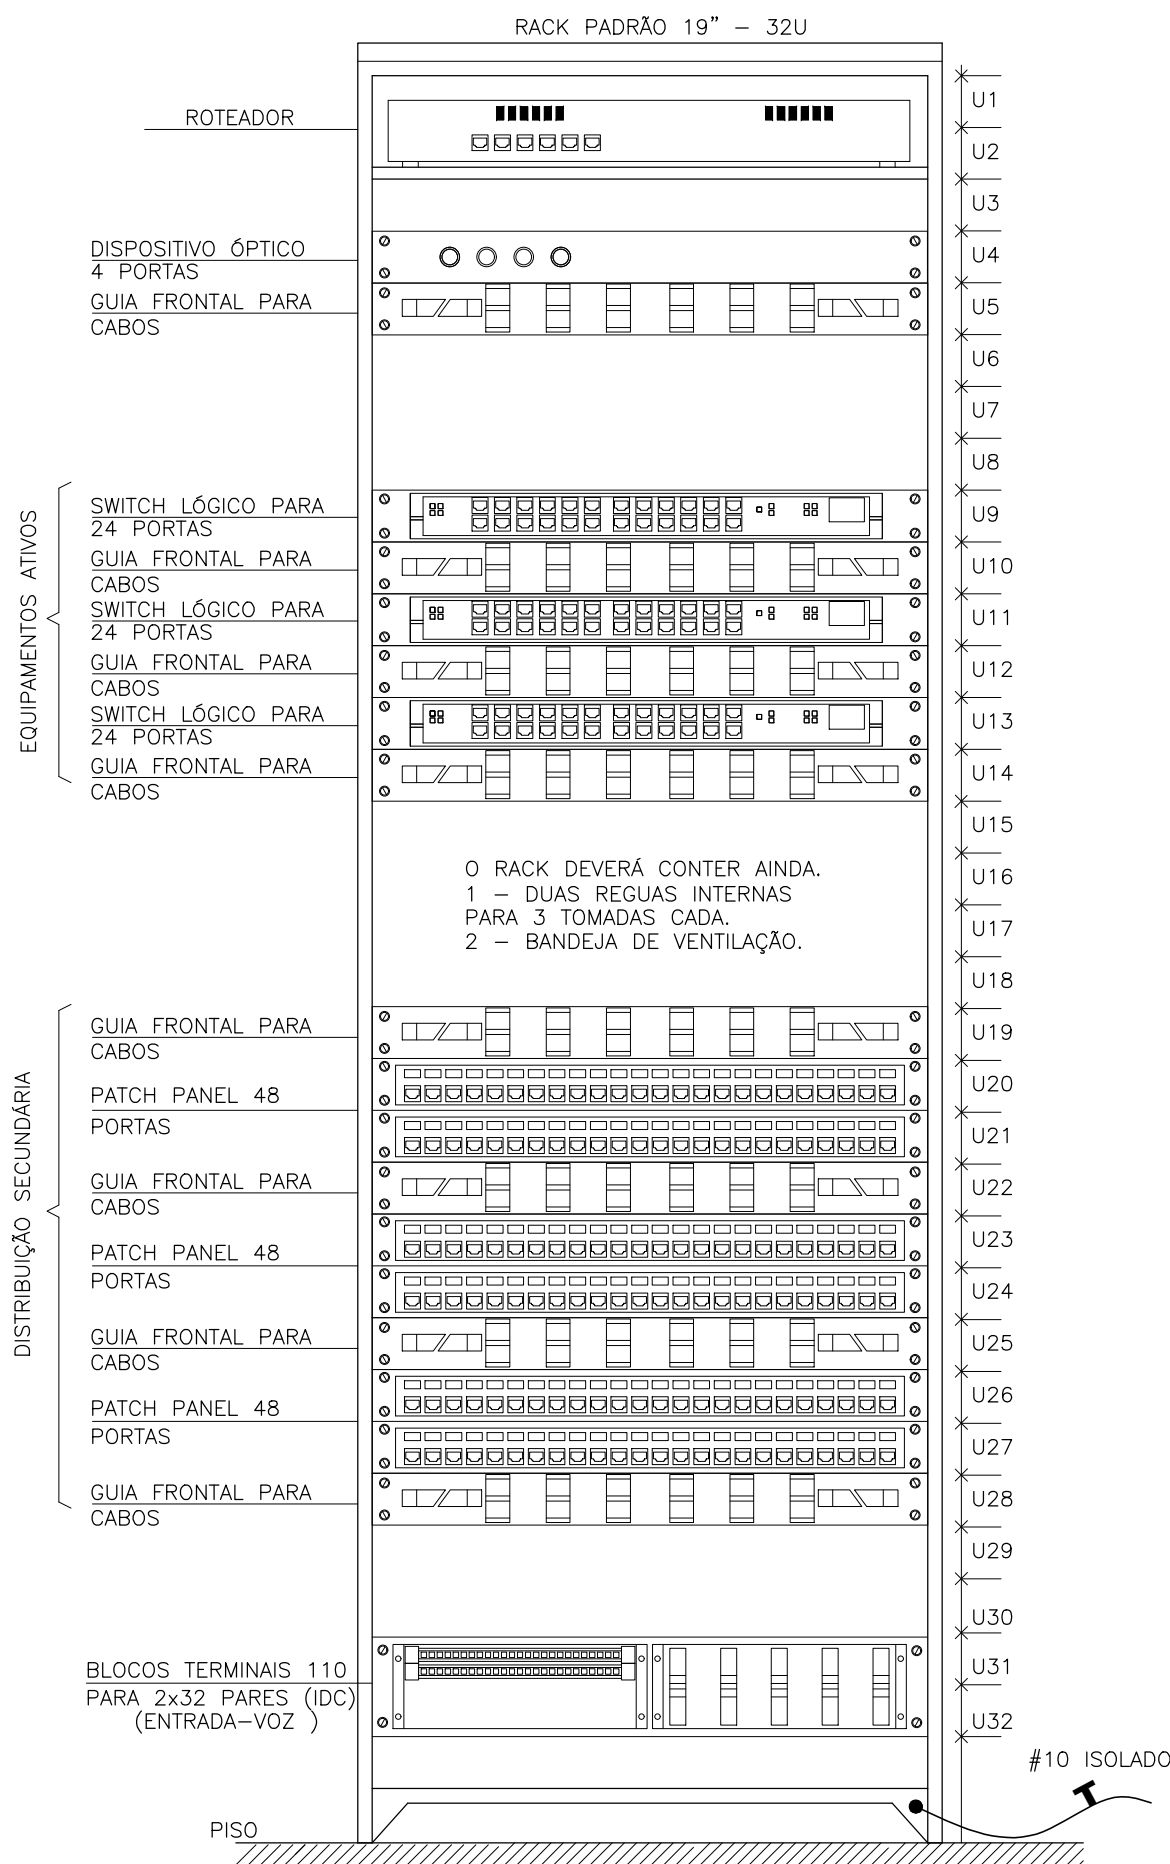 RACK PADRÃO 19" – 32U
U1
ROTEADOR
U2
U3
DISPOSITIVO ÓPTICO
4 PORTAS
U4
GUIA FRONTAL PARA
CABOS
U5
U6
U7
U8
EQUIPAMENTOS ATIVOS
SWITCH LÓGICO PARA
24 PORTAS
U9
GUIA FRONTAL PARA
CABOS
U10
SWITCH LÓGICO PARA
24 PORTAS
U11
GUIA FRONTAL PARA
CABOS
U12
SWITCH LÓGICO PARA
24 PORTAS
U13
GUIA FRONTAL PARA
CABOS
U14
U15
O RACK DEVERÁ CONTER AINDA.
1 – DUAS REGUAS INTERNAS
PARA 3 TOMADAS CADA.
2 – BANDEJA DE VENTILAÇÃO.
U16
U17
U18
DISTRIBUIÇÃO SECUNDÁRIA
GUIA FRONTAL PARA
CABOS
U19
PATCH PANEL 48
PORTAS
U20
U21
GUIA FRONTAL PARA
CABOS
U22
PATCH PANEL 48
PORTAS
U23
U24
GUIA FRONTAL PARA
CABOS
U25
PATCH PANEL 48
PORTAS
U26
U27
GUIA FRONTAL PARA
CABOS
U28
U29
U30
BLOCOS TERMINAIS 110
PARA 2x32 PARES (IDC)
(ENTRADA–VOZ )
U31
U32
#10 ISOLADO
PISO